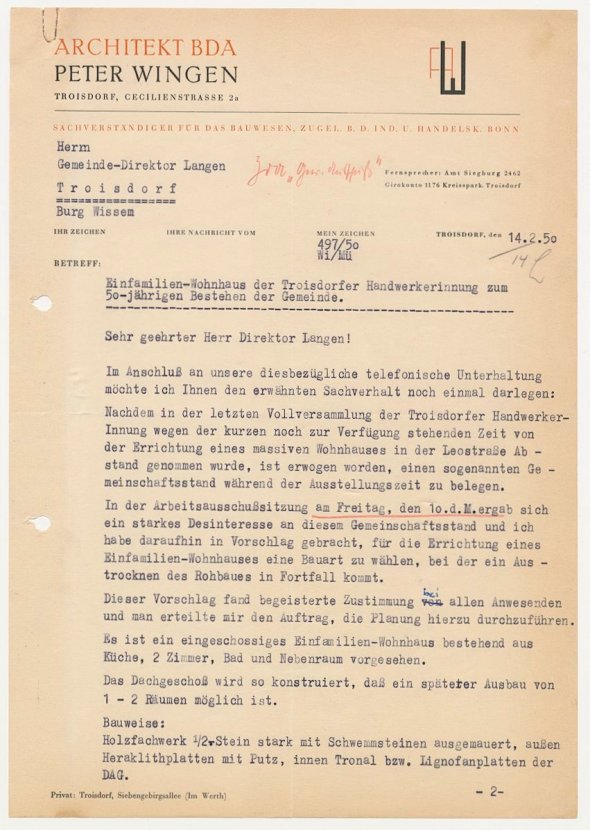 ARCHITEKT BDA
PETER WINGEN
TROISDORF, CECILIENSTRASSE 2a
SACHVERSTÄNDIGER FÜR DAS BAUWESEN, ZUGEL. B. D. IND. U. HANDELSK. BONN
Herrn
Gemeinde-Direktor Langen
Troisdorf
Burg Wissem
Fernsprecher: Amt Siegburg 2462
Girokonto 1176 Kreisspark. Troisdorf
IHR ZEICHEN IHRE NACHRICHT VOM MEIN ZEICHEN TROISDORF, den 14.2.50
497/50
Wi/Mü
14
BETREFF:
Einfamilien-Wohnhaus der Troisdorfer Handwerkerinnung zum
50-jährigen Bestehen der Gemeinde.
Sehr geehrter Herr Direktor Langen!
Im Anschluß an unsere diesbezügliche telefonische Unterhaltung
möchte ich Ihnen den erwähnten Sachverhalt noch einmal darlegen:
Nachdem in der letzten Vollversammlung der Troisdorfer Handwerker-
Innung wegen der kurzen noch zur Verfügung stehenden Zeit von
der Errichtung eines massiven Wohnhauses in der Leostraße Ab -
stand genommen wurde, ist erwogen worden, einen sogenannten Ge -
meinschaftsstand während der Ausstellungszeit zu belegen.
In der Arbeitsausschußsitzung am Freitag, den 1o.d.M.ergab sich
ein starkes Desinteresse an diesem Gemeinschaftsstand und ich
habe daraufhin in Vorschlag gebracht, für die Errichtung eines
Einfamilien-Wohnhauses eine Bauart zu wählen, bei der ein Aus -
trocknen des Rohbaues in Fortfall kommt.
Dieser Vorschlag fand begeisterte Zustimmung von bei allen Anwesenden
und man erteilte mir den Auftrag, die Planung hierzu durchzuführen.
Es ist ein eingeschossiges Einfamilien-Wohnhaus bestehend aus
Küche, 2 Zimmer, Bad und Nebenraum vorgesehen.
Das Dachgeschoß wird so konstruiert, daß ein späterer Ausbau von
1 - 2 Räumen möglich ist.
Bauweise:
Holzfachwerk 1/2-Stein stark mit Schwemmsteinen ausgemauert, außen
Heraklithplatten mit Putz, innen Tronal bzw. Lignofanplatten der
DAG.
- 2-
Privat: Troisdorf, Siebengebirgsallee (Im Werth)